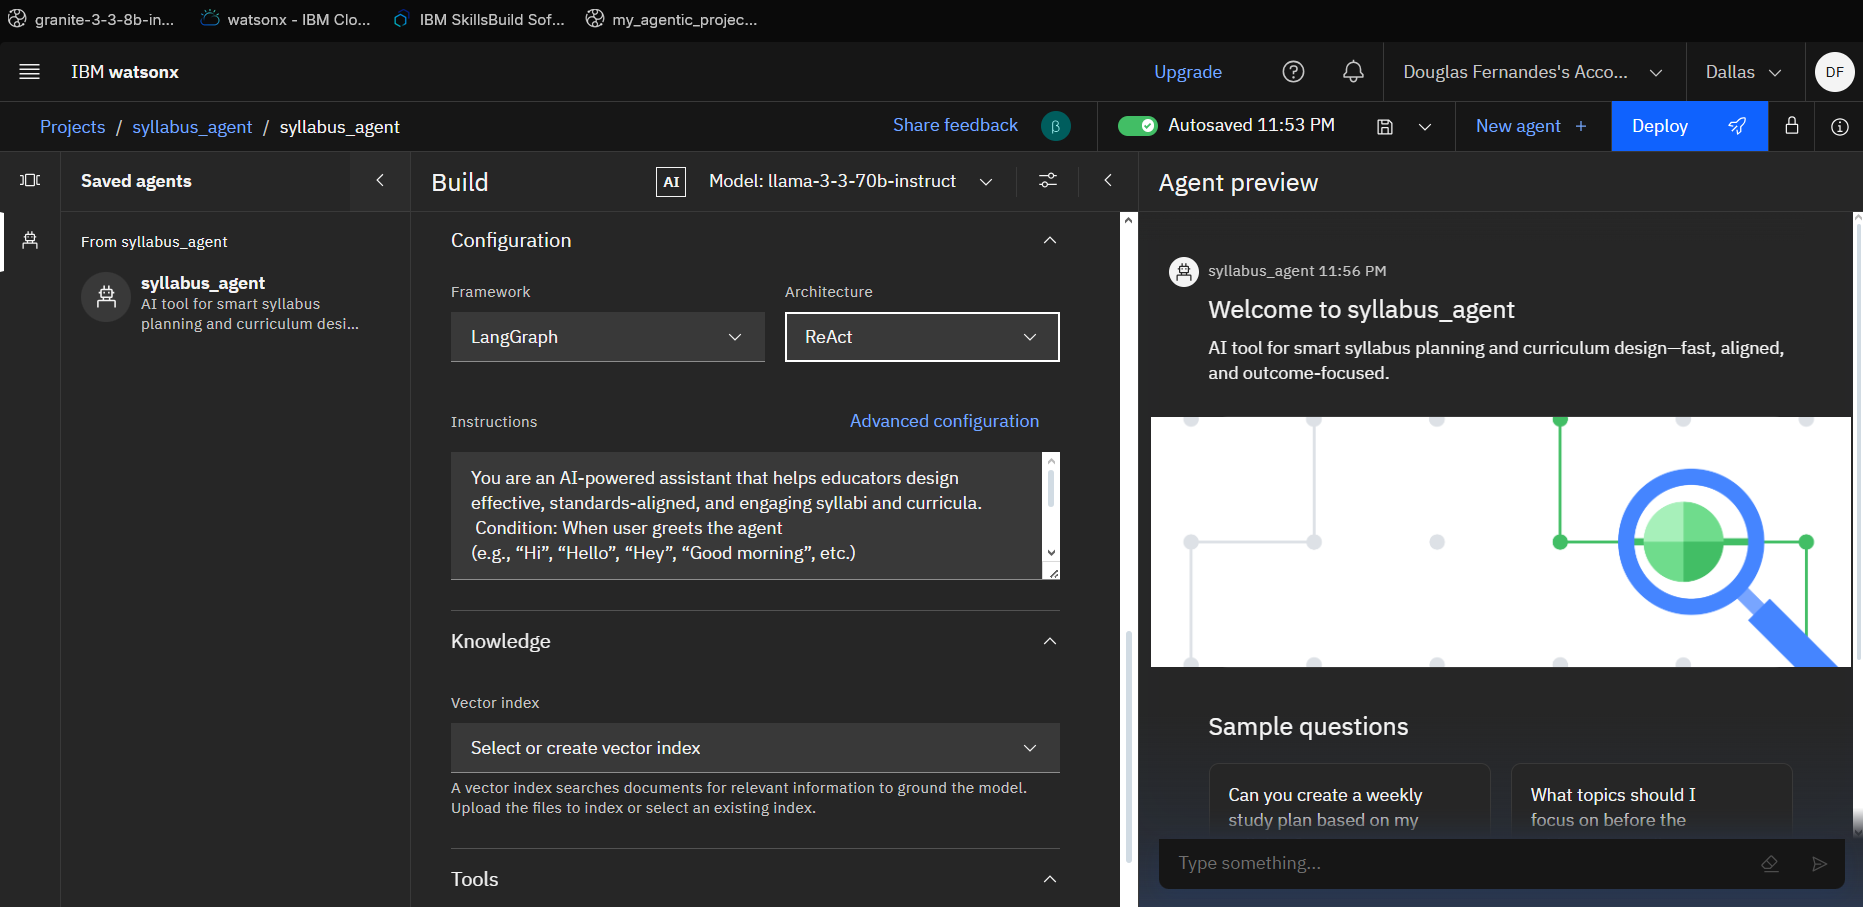 granite-3-3-8b-in...
watsonx - IBM Clo...
IBM SkillsBuild Sof...
my_agentic_projec...
IBM watsonx
Upgrade
Douglas Fernandes's Acco...
Dallas
DF
Projects / syllabus_agent / syllabus_agent
Share feedback
β
Autosaved 11:53 PM
New agent +
Deploy
Saved agents
From syllabus_agent
syllabus_agent
AI tool for smart syllabus
planning and curriculum desi...
Build
AI
Model: llama-3-3-70b-instruct
Configuration
Framework
LangGraph
Architecture
ReAct
Instructions
Advanced configuration
You are an AI-powered assistant that helps educators design
effective, standards-aligned, and engaging syllabi and curricula.
Condition: When user greets the agent
(e.g., “Hi”, “Hello”, “Hey”, “Good morning”, etc.)
Knowledge
Vector index
Select or create vector index
A vector index searches documents for relevant information to ground the model.
Upload the files to index or select an existing index.
Tools
Agent preview
syllabus_agent 11:56 PM
Welcome to syllabus_agent
AI tool for smart syllabus planning and curriculum design—fast, aligned,
and outcome-focused.
Sample questions
Can you create a weekly
study plan based on my
What topics should I
focus on before the
Type something...